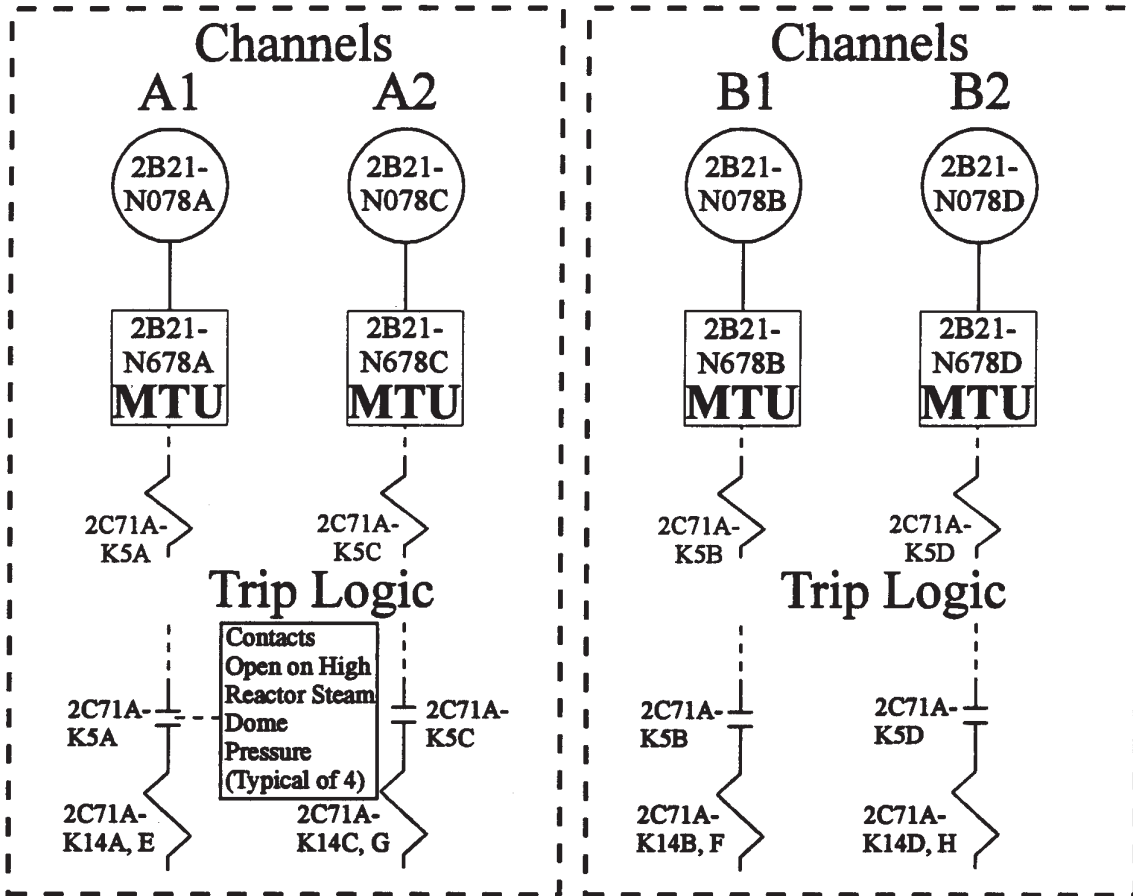 Channels
A1 A2
2B21-
N078A
2B21-
N078C
2B21-
N678A
MTU
2B21-
N678C
MTU
2C71A-
K5A
2C71A-
K5C
Trip Logic
Contacts
Open on High
Reactor Steam
Dome
Pressure
(Typical of 4)
2C71A-
K5A
2C71A-
K5C
2C71A-
K14A, E
2C71A-
K14C, G
Channels
B1 B2
2B21-
N078B
2B21-
N078D
2B21-
N678B
MTU
2B21-
N678D
MTU
2C71A-
K5B
2C71A-
K5D
Trip Logic
2C71A-
K5B
2C71A-
K5D
2C71A-
K14B, F
2C71A-
K14D, H